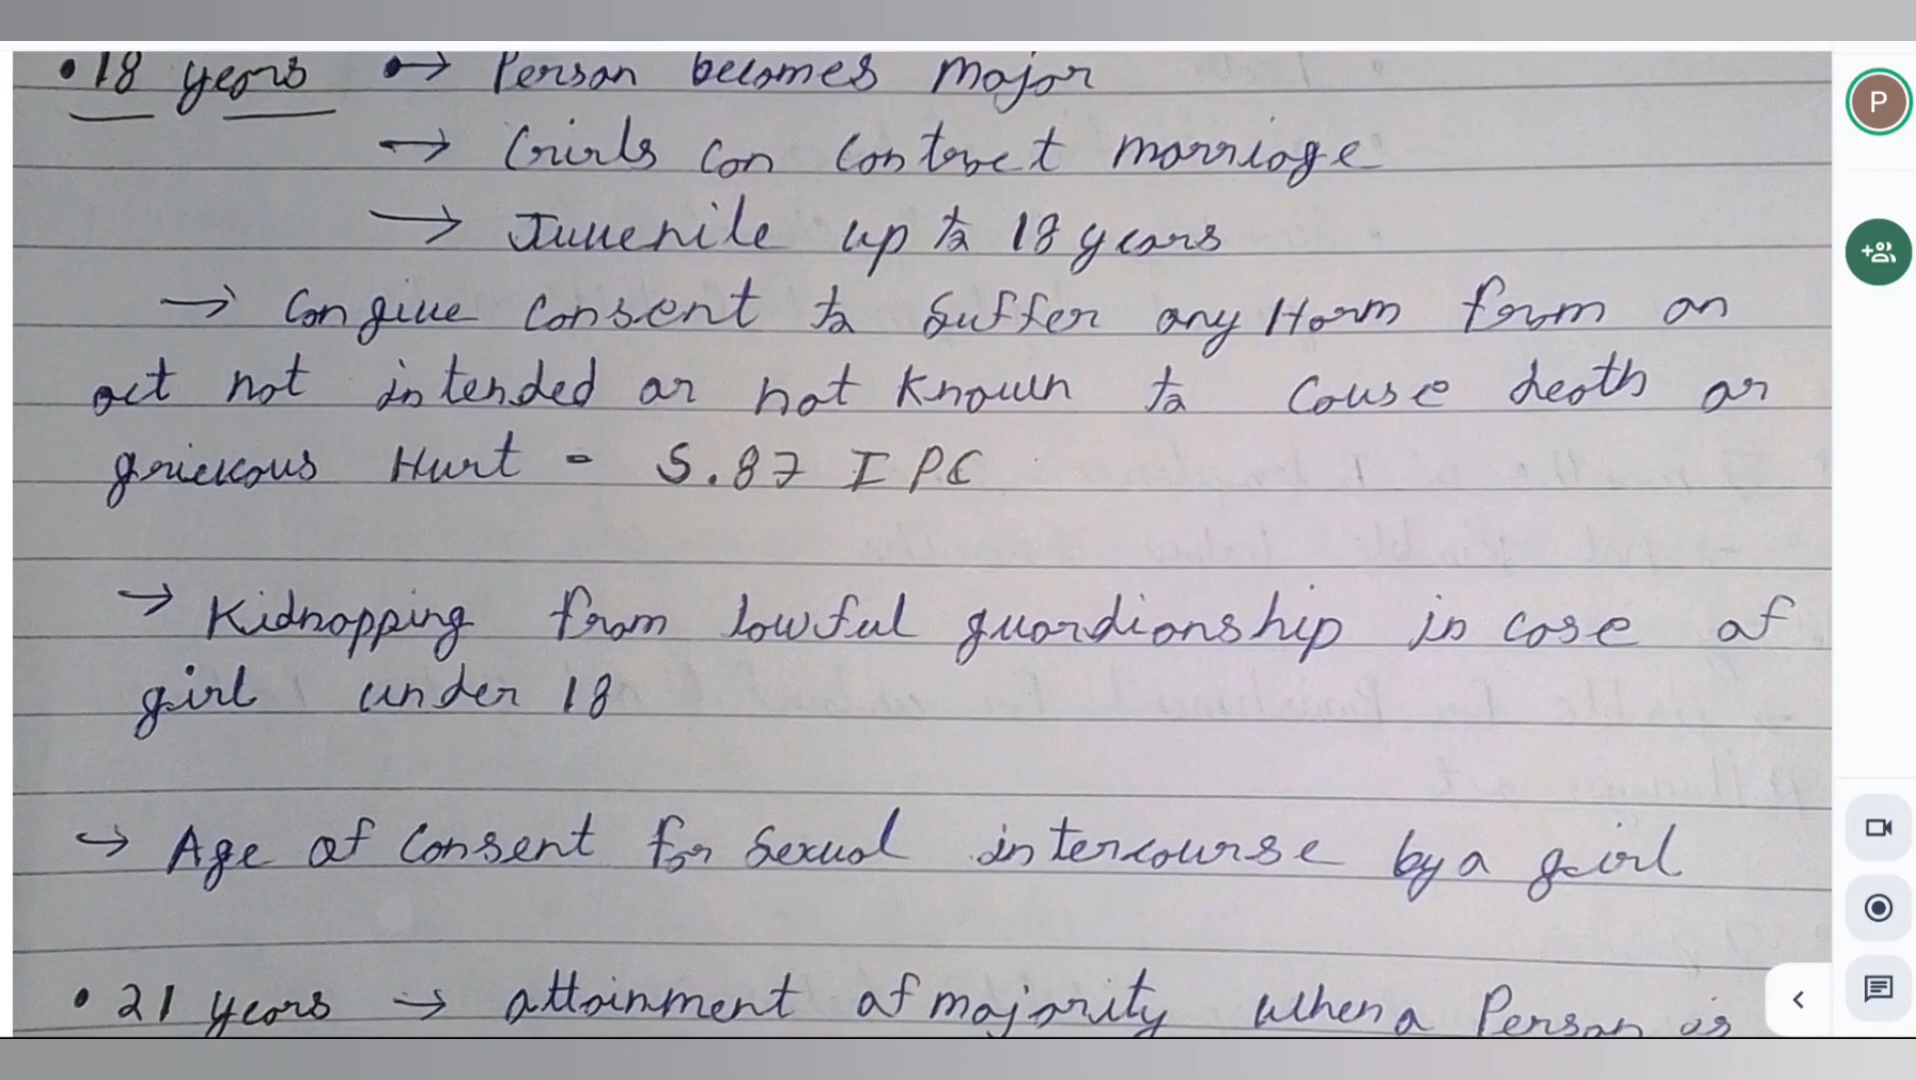 • 18 years → Person becomes major
→ Girls can contract marriage
→ Juvenile up to 18 years
→ Can give consent to suffer any Harm from an
act not intended or not known to cause death or
grievous Hurt - S.87 IPC
→ Kidnapping from lawful guardianship in case of
girl under 18
→ Age of consent for sexual intercourse by a girl
• 21 years → attainment of majority when a Person is
P